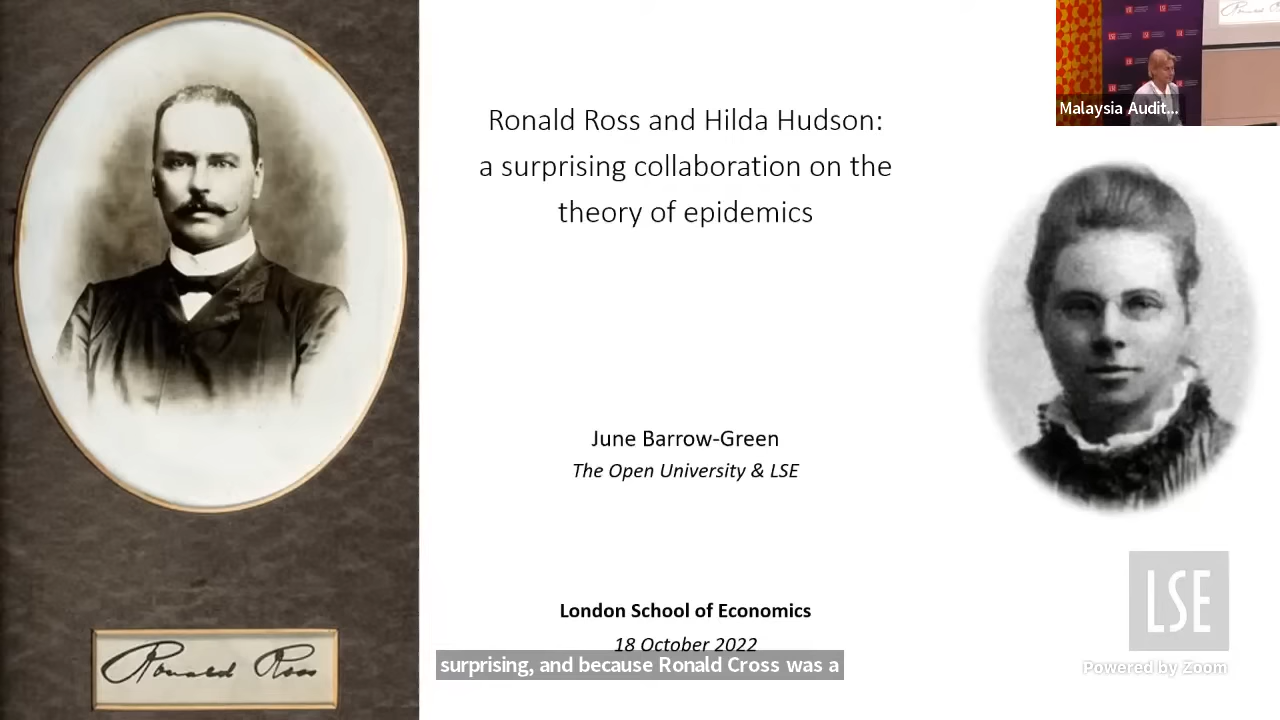 Ronald Ross and Hilda Hudson:
a surprising collaboration on the
theory of epidemics
Malaysia Audit...
June Barrow-Green
The Open University & LSE
London School of Economics
18 October 2022
surprising, and because Ronald Cross was a
Ronald Ross
LSE
Powered by Zoom